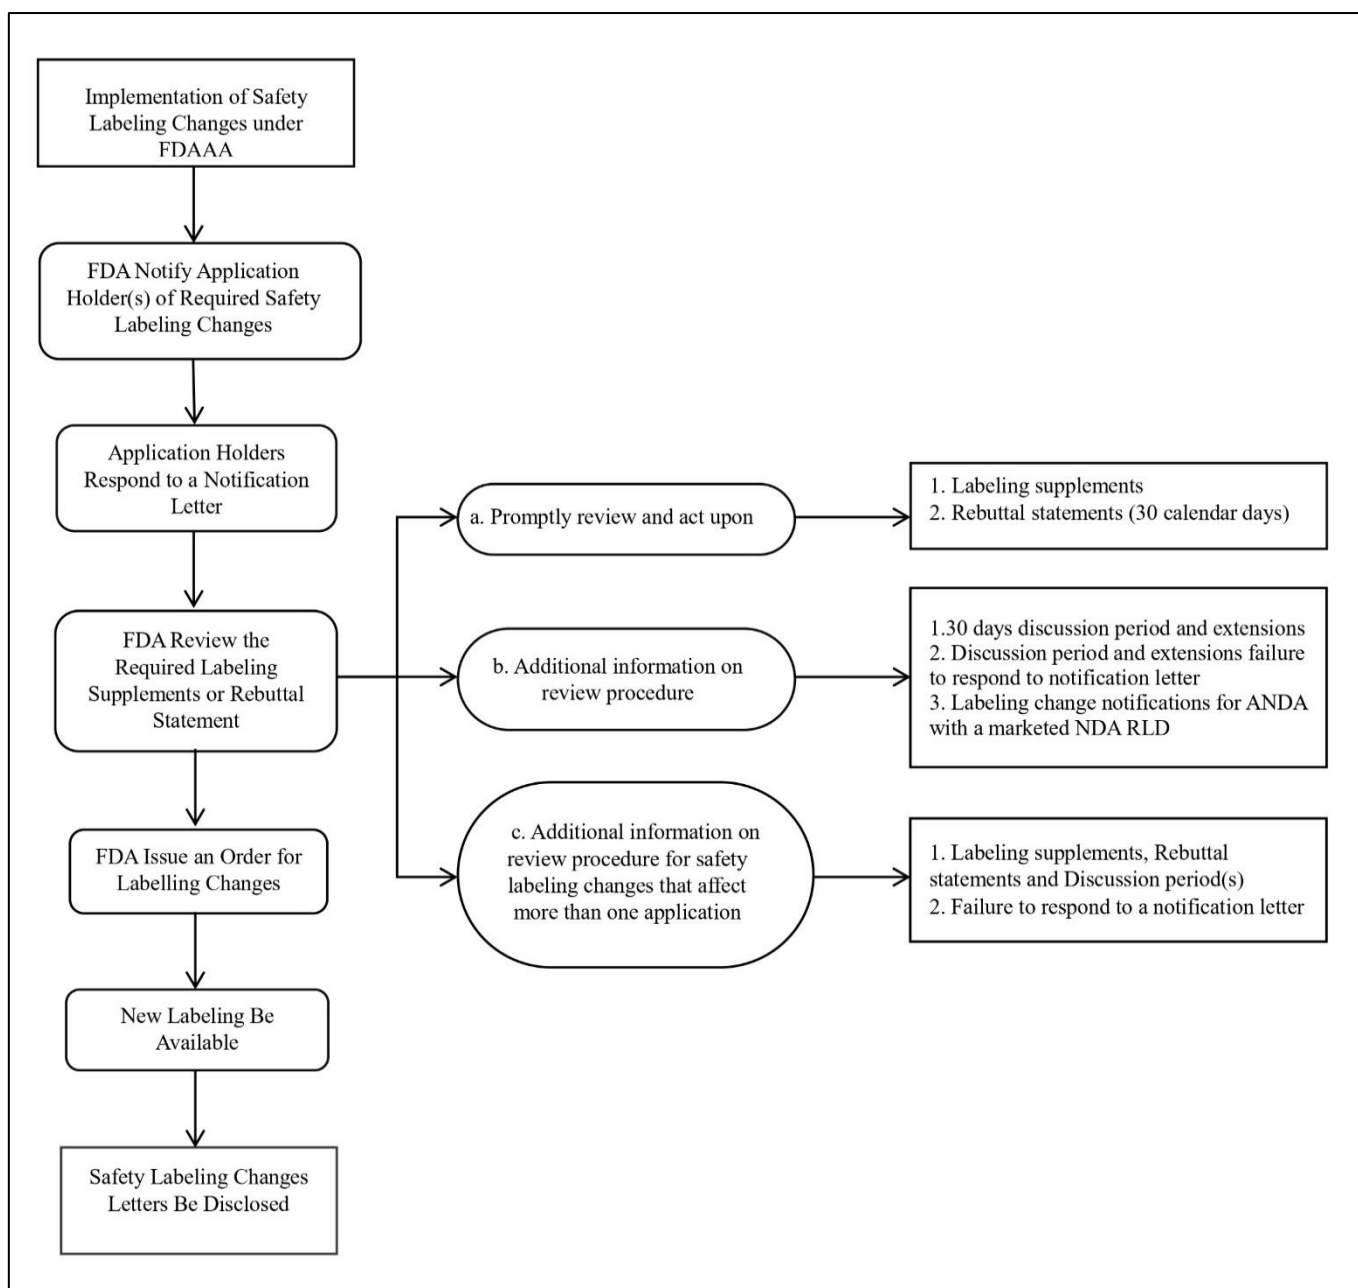 Implementation of Safety
Labeling Changes under
FDAAA
FDA Notify Application
Holder(s) of Required Safety
Labeling Changes
Application Holders
Respond to a Notification
Letter
FDA Review the
Required Labeling
Supplements or Rebuttal
Statement
FDA Issue an Order for
Labelling Changes
New Labeling Be
Available
Safety Labeling Changes
Letters Be Disclosed
a. Promptly review and act upon
1. Labeling supplements
2. Rebuttal statements (30 calendar days)
b. Additional information on
review procedure
1.30 days discussion period and extensions
2. Discussion period and extensions failure
to respond to notification letter
3. Labeling change notifications for ANDA
with a marketed NDA RLD
c. Additional information on
review procedure for safety
labeling changes that affect
more than one application
1. Labeling supplements, Rebuttal
statements and Discussion period(s)
2. Failure to respond to a notification letter